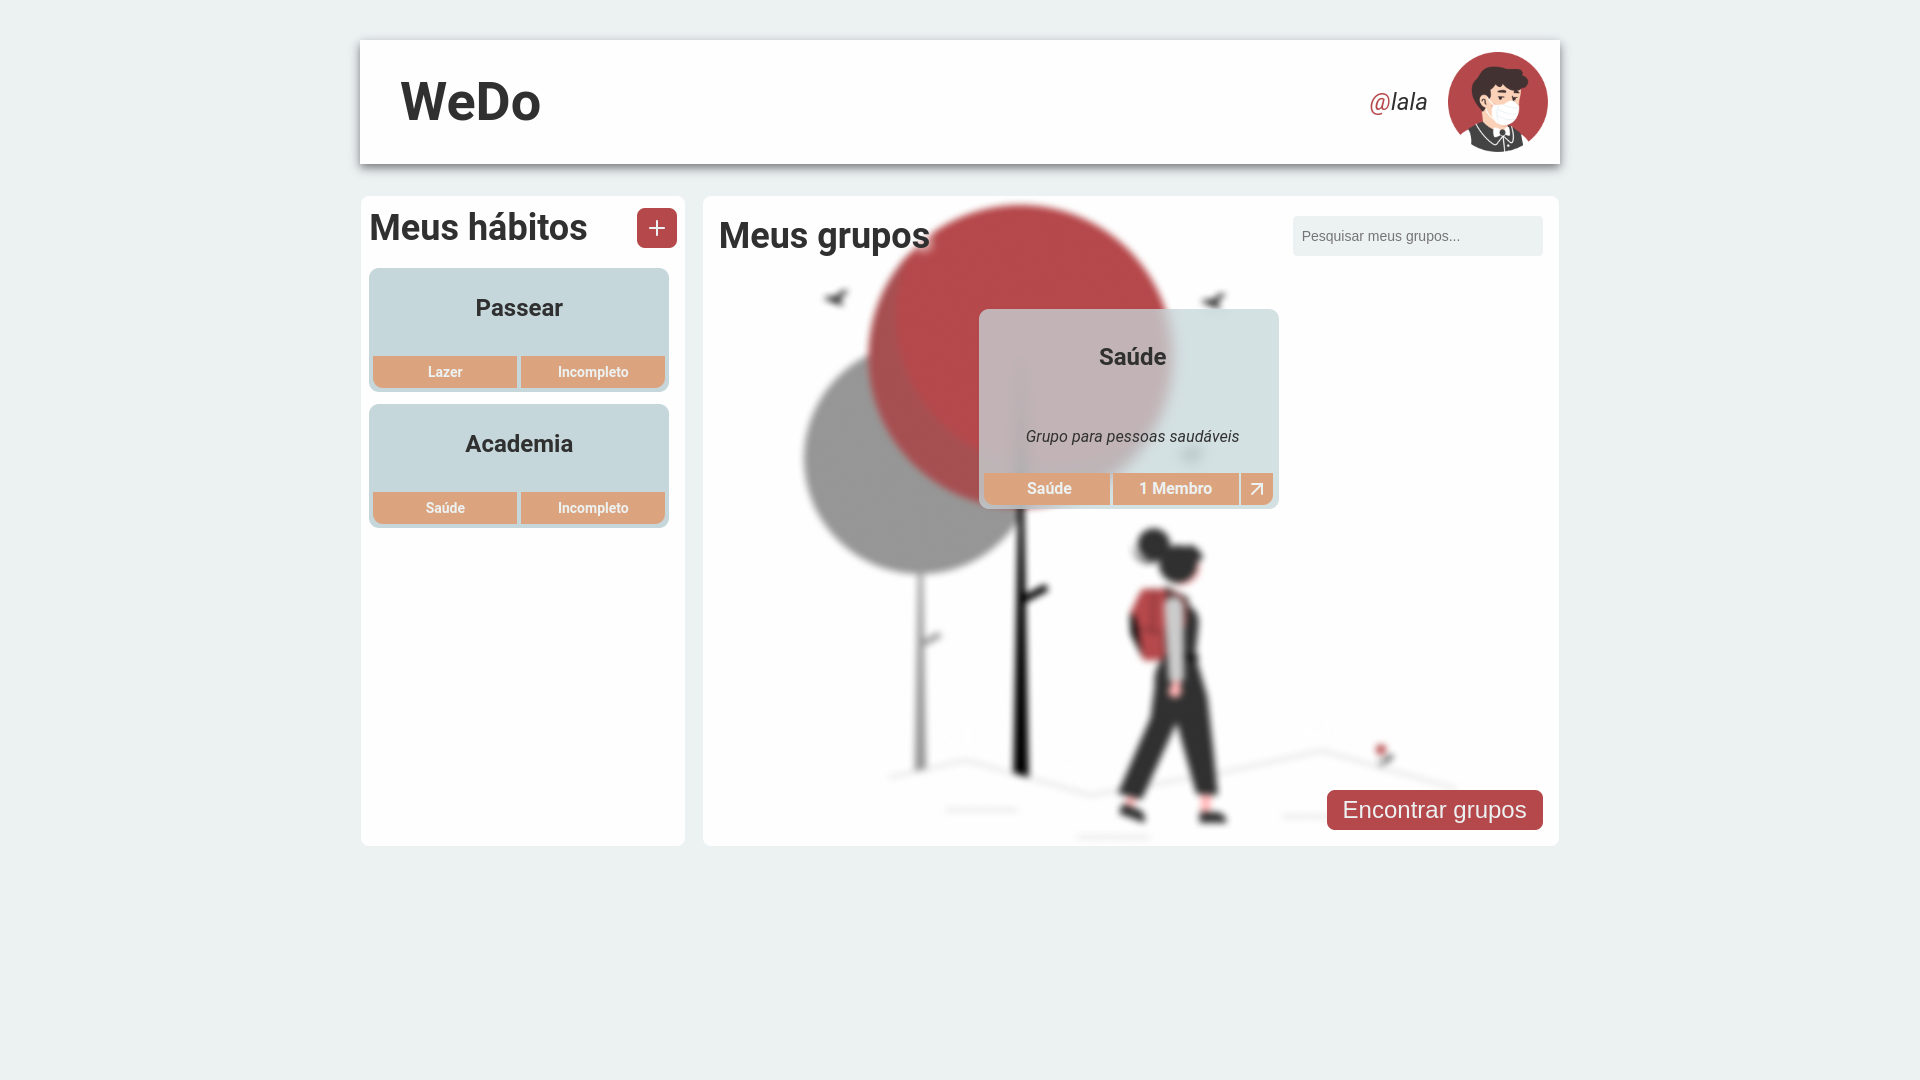 WeDo
@lala
Meus hábitos
Passear
Lazer
Incompleto
Academia
Saúde
Incompleto
Meus grupos
Pesquisar meus grupos...
Saúde
Grupo para pessoas saudáveis
Saúde
1 Membro
Encontrar grupos